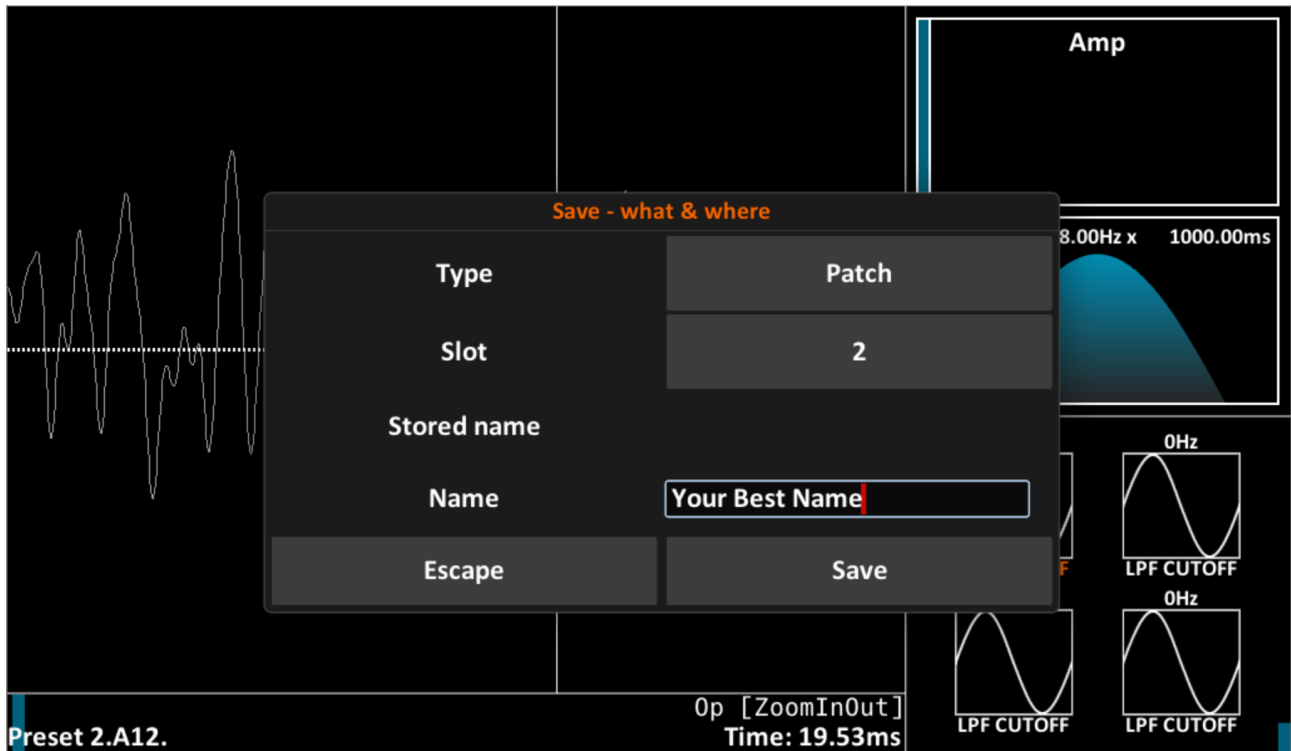 Amp
Save - what & where
8.00Hz x 1000.00ms
Type Patch
Slot 2
Stored name
Name Your Best Name
Escape Save
0Hz
F LPF CUTOFF
0Hz
LPF CUTOFF LPF CUTOFF
Op [ZoomInOut]
Preset 2.A12. Time: 19.53ms